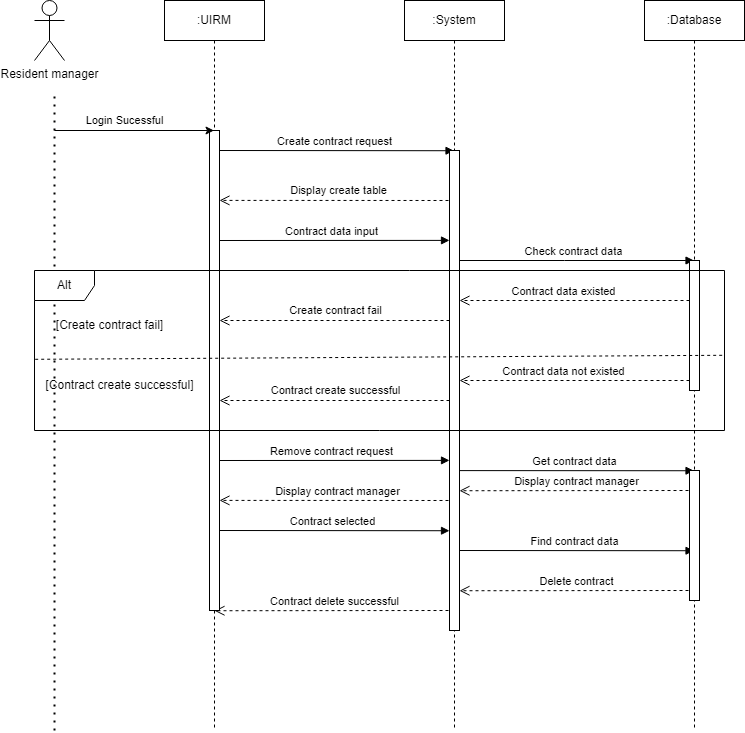 :UIRM
:System
:Database
Resident manager
Login Sucessful
Create contract request
Display create table
Contract data input
Check contract data
Alt
Contract data existed
Create contract fail
[Create contract fail]
Contract data not existed
[Contract create successful]
Contract create successful
Remove contract request
Get contract data
Display contract manager
Display contract manager
Contract selected
Find contract data
Delete contract
Contract delete successful